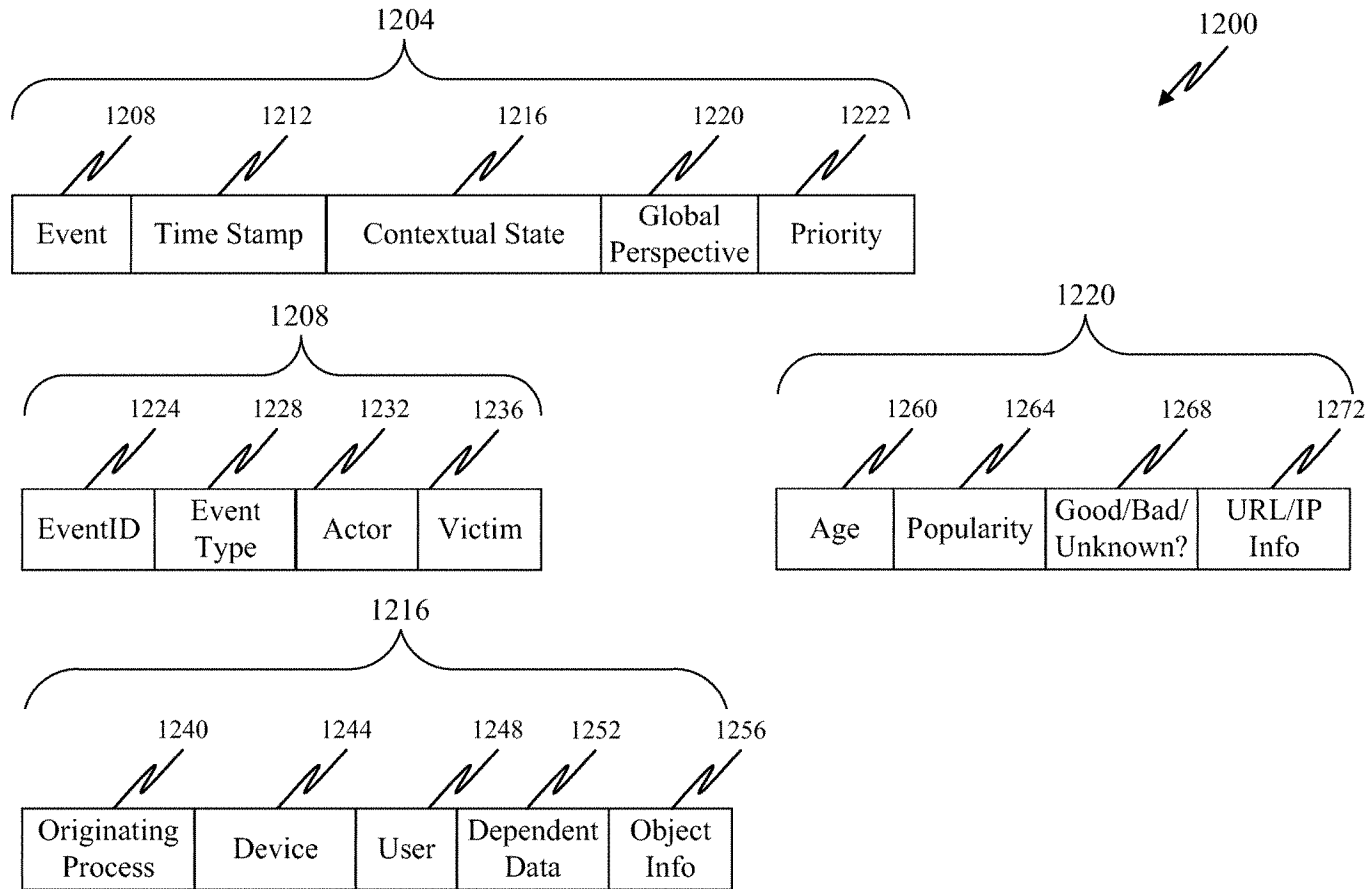 1204
1200
1208 1212 1216 1220 1222
Event Time Stamp Contextual State Global Perspective Priority
1208
1224 1228 1232 1236
EventID Event Type Actor Victim
1220
1260 1264 1268 1272
Age Popularity Good/Bad/ Unknown? URL/IP Info
1216
1240 1244 1248 1252 1256
Originating Process Device User Dependent Data Object Info